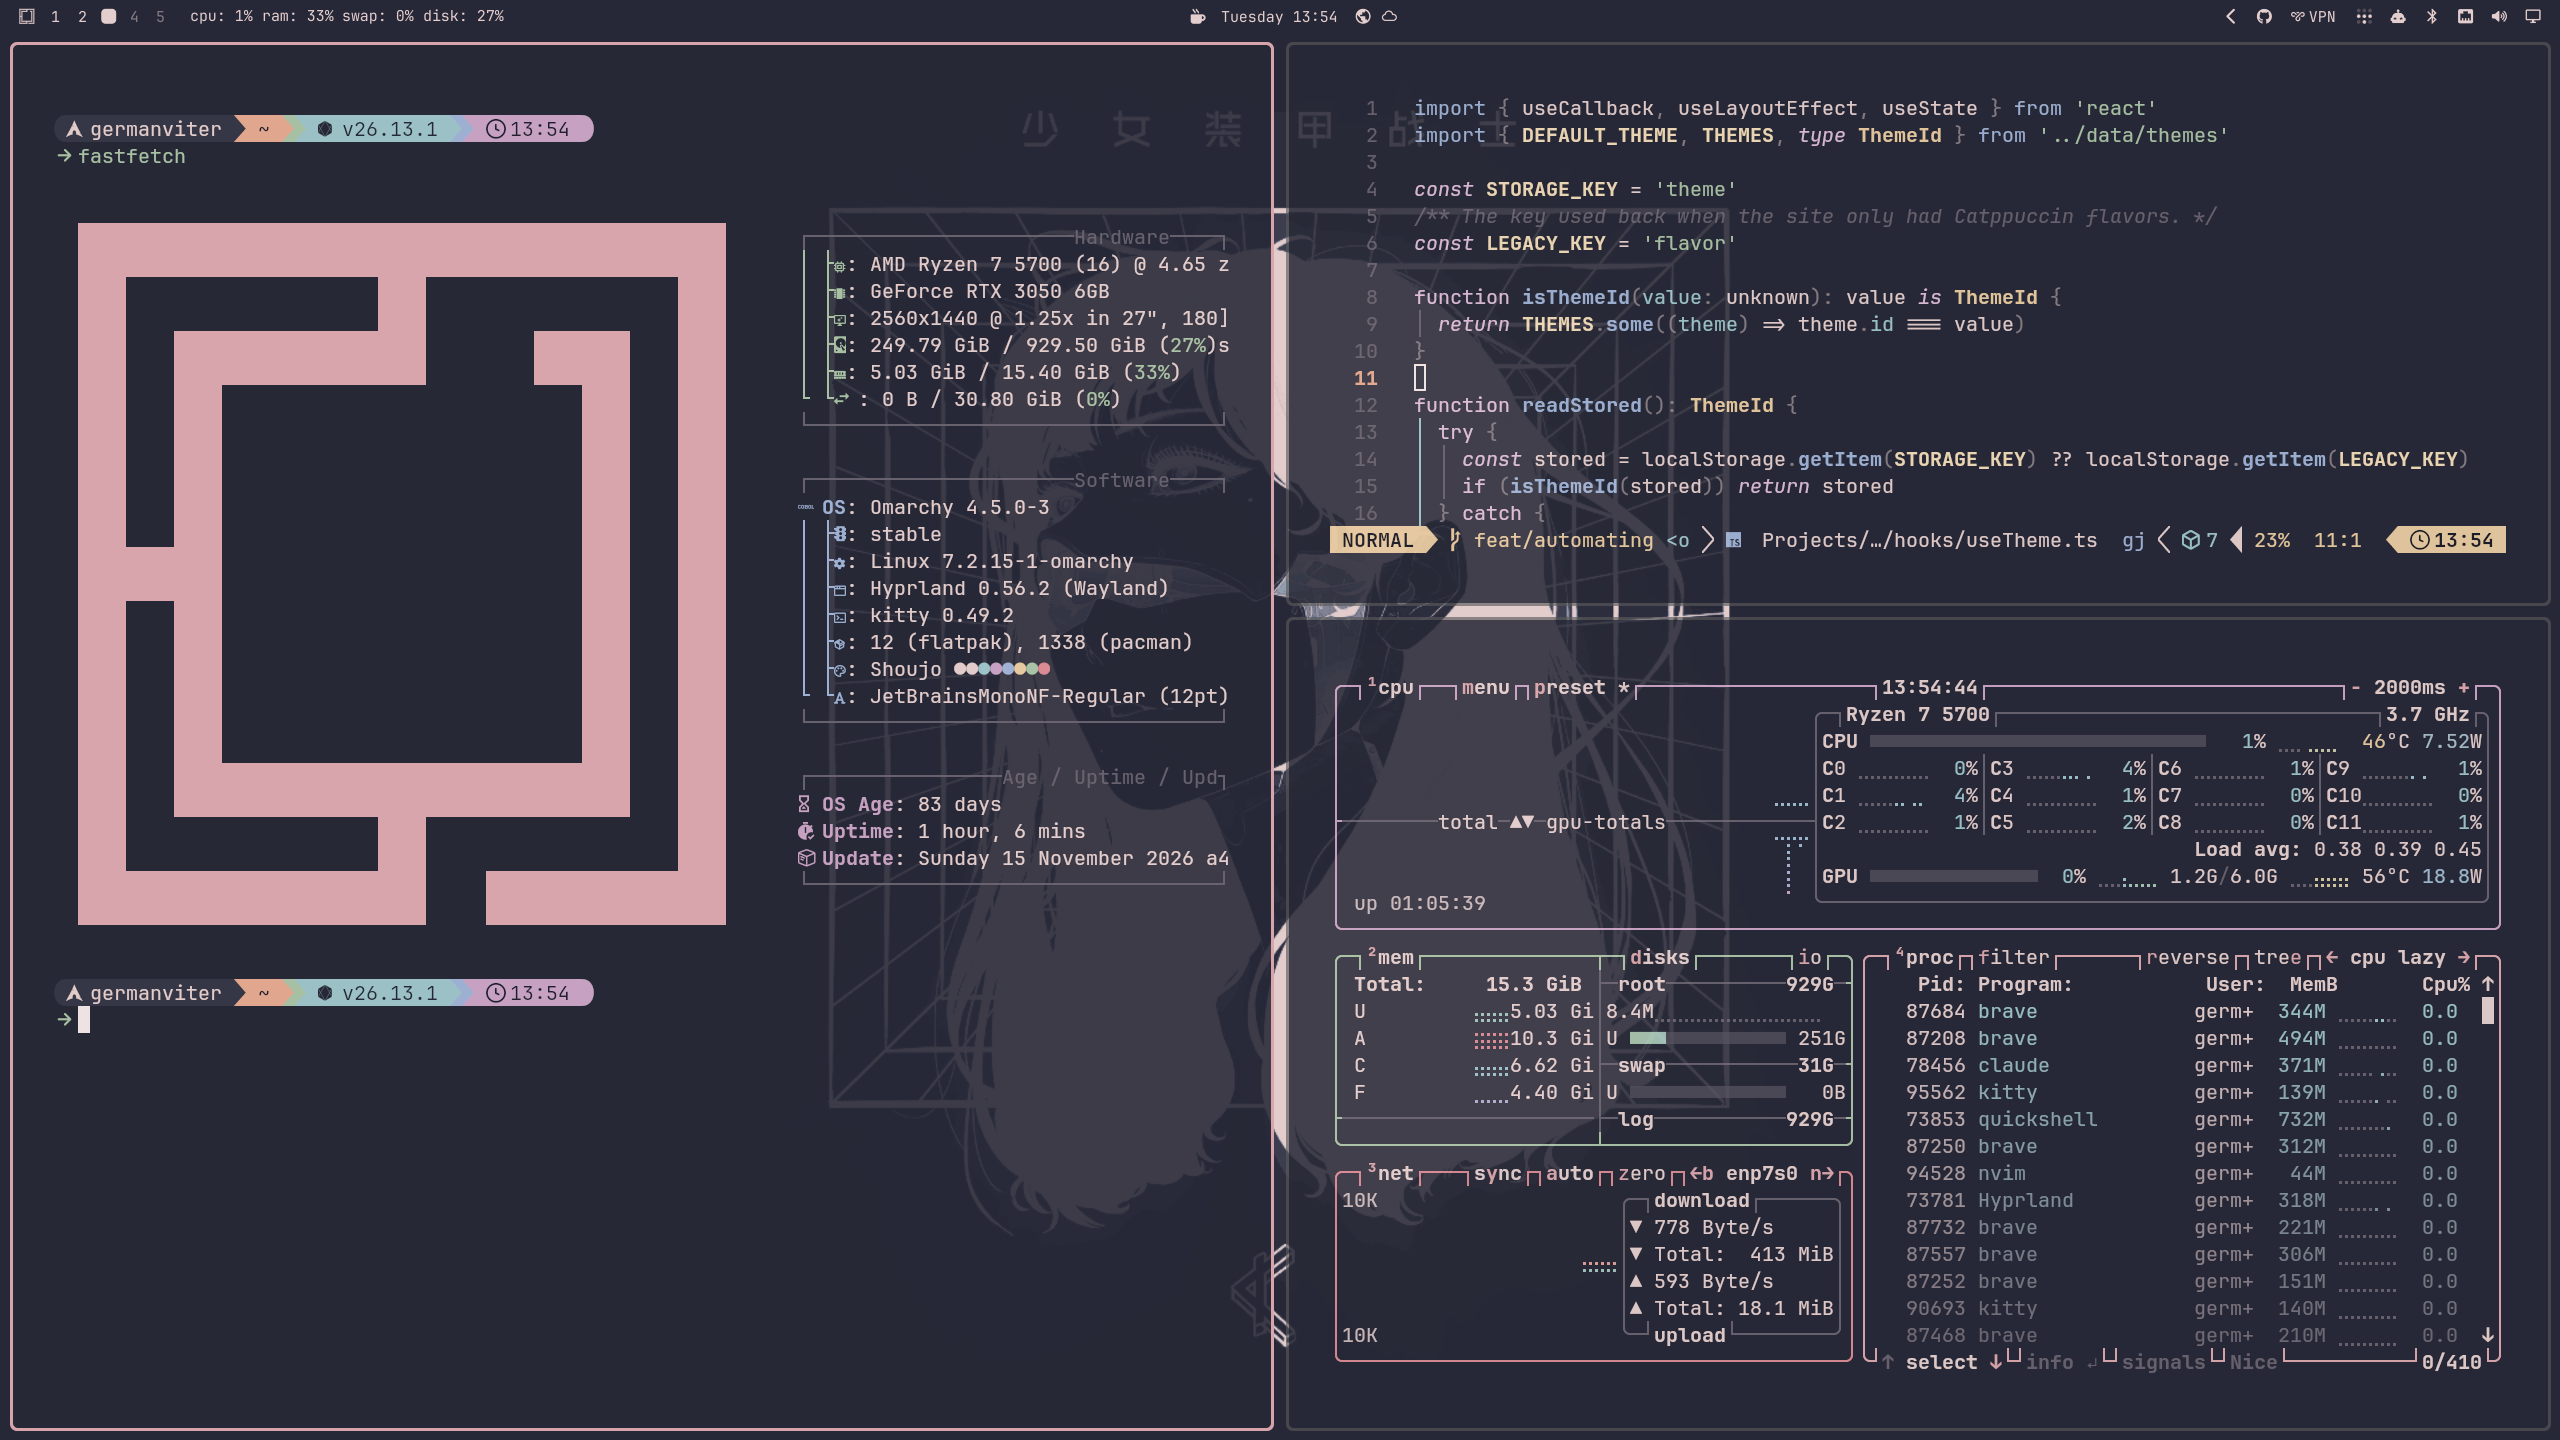 1 2 4 5 cpu: 1% ram: 33% swap: 0% disk: 27%
Tuesday 13:54
VPN
少 女 装 甲 战 士
germanviter ~ v26.13.1 13:54
fastfetch
Hardware
: AMD Ryzen 7 5700 (16) @ 4.65 z
: GeForce RTX 3050 6GB
: 2560x1440 @ 1.25x in 27", 180]
: 249.79 GiB / 929.50 GiB (27%)s
: 5.03 GiB / 15.40 GiB (33%)
: 0 B / 30.80 GiB (0%)
Software
OS: Omarchy 4.5.0-3
: stable
: Linux 7.2.15-1-omarchy
: Hyprland 0.56.2 (Wayland)
: kitty 0.49.2
: 12 (flatpak), 1338 (pacman)
: Shoujo
: JetBrainsMonoNF-Regular (12pt)
Age / Uptime / Upd
OS Age: 83 days
Uptime: 1 hour, 6 mins
Update: Sunday 15 November 2026 a4
germanviter ~ v26.13.1 13:54
1 import { useCallback, useLayoutEffect, useState } from 'react'
2 import { DEFAULT_THEME, THEMES, type ThemeId } from '../data/themes'
3
4 const STORAGE_KEY = 'theme'
5 /** The key used back when the site only had Catppuccin flavors. */
6 const LEGACY_KEY = 'flavor'
7
8 function isThemeId(value: unknown): value is ThemeId {
9 return THEMES.some((theme) => theme.id === value)
10 }
11
12 function readStored(): ThemeId {
13 try {
14 const stored = localStorage.getItem(STORAGE_KEY) ?? localStorage.getItem(LEGACY_KEY)
15 if (isThemeId(stored)) return stored
16 } catch {
NORMAL feat/automating <o TS Projects/…/hooks/useTheme.ts gj 7 23% 11:1 13:54
1cpu menu preset * 13:54:44 - 2000ms +
Ryzen 7 5700 3.7 GHz
CPU 1% 46°C 7.52W
C0 0% C3 4% C6 1% C9 1%
C1 4% C4 1% C7 0% C10 0%
C2 1% C5 2% C8 0% C11 1%
total ▲▼ gpu-totals
Load avg: 0.38 0.39 0.45
GPU 0% 1.2G/6.0G 56°C 18.8W
up 01:05:39
2mem disks io
Total: 15.3 GiB root 929G
U 5.03 Gi 8.4M
A 10.3 Gi U 251G
C 6.62 Gi swap 31G
F 4.40 Gi U 0B
log 929G
3net sync auto zero ←b enp7s0 n→
10K download
▼ 778 Byte/s
▼ Total: 413 MiB
▲ 593 Byte/s
▲ Total: 18.1 MiB
10K upload
4proc filter reverse tree ← cpu lazy →
Pid: Program: User: MemB Cpu% ↑
87684 brave germ+ 344M 0.0
87208 brave germ+ 494M 0.0
78456 claude germ+ 371M 0.0
95562 kitty germ+ 139M 0.0
73853 quickshell germ+ 732M 0.0
87250 brave germ+ 312M 0.0
94528 nvim germ+ 44M 0.0
73781 Hyprland germ+ 318M 0.0
87732 brave germ+ 221M 0.0
87557 brave germ+ 306M 0.0
87252 brave germ+ 151M 0.0
90693 kitty germ+ 140M 0.0
87468 brave germ+ 210M 0.0 ↓
↑ select ↓ info ↵ signals Nice 0/410